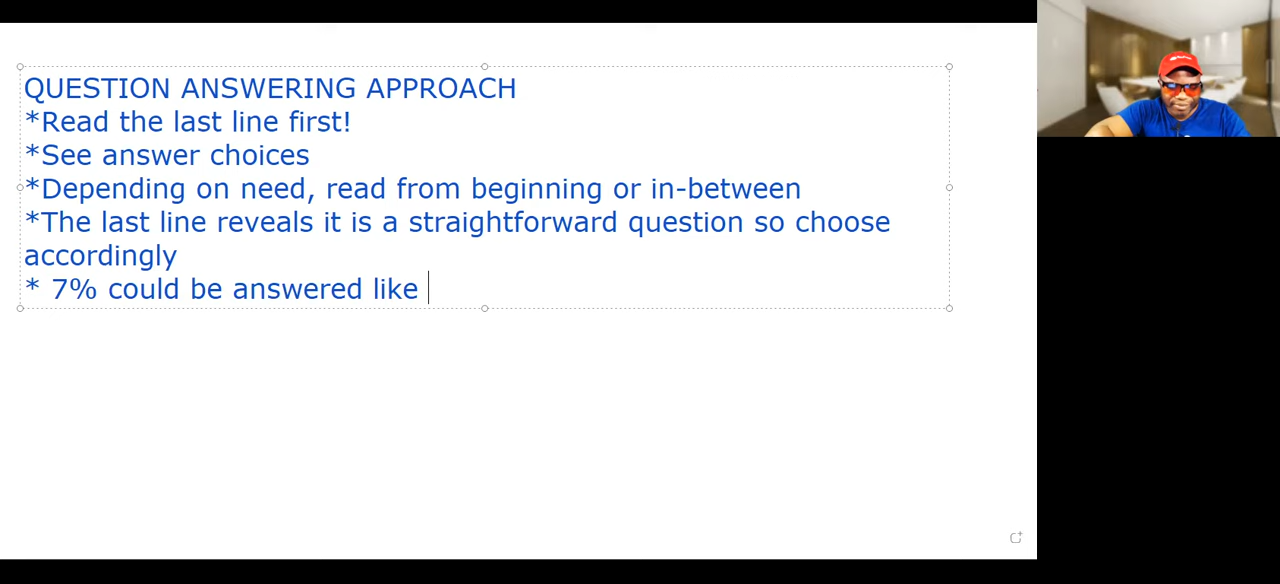 QUESTION ANSWERING APPROACH
*Read the last line first!
*See answer choices
*Depending on need, read from beginning or in-between
*The last line reveals it is a straightforward question so choose
accordingly
* 7% could be answered like